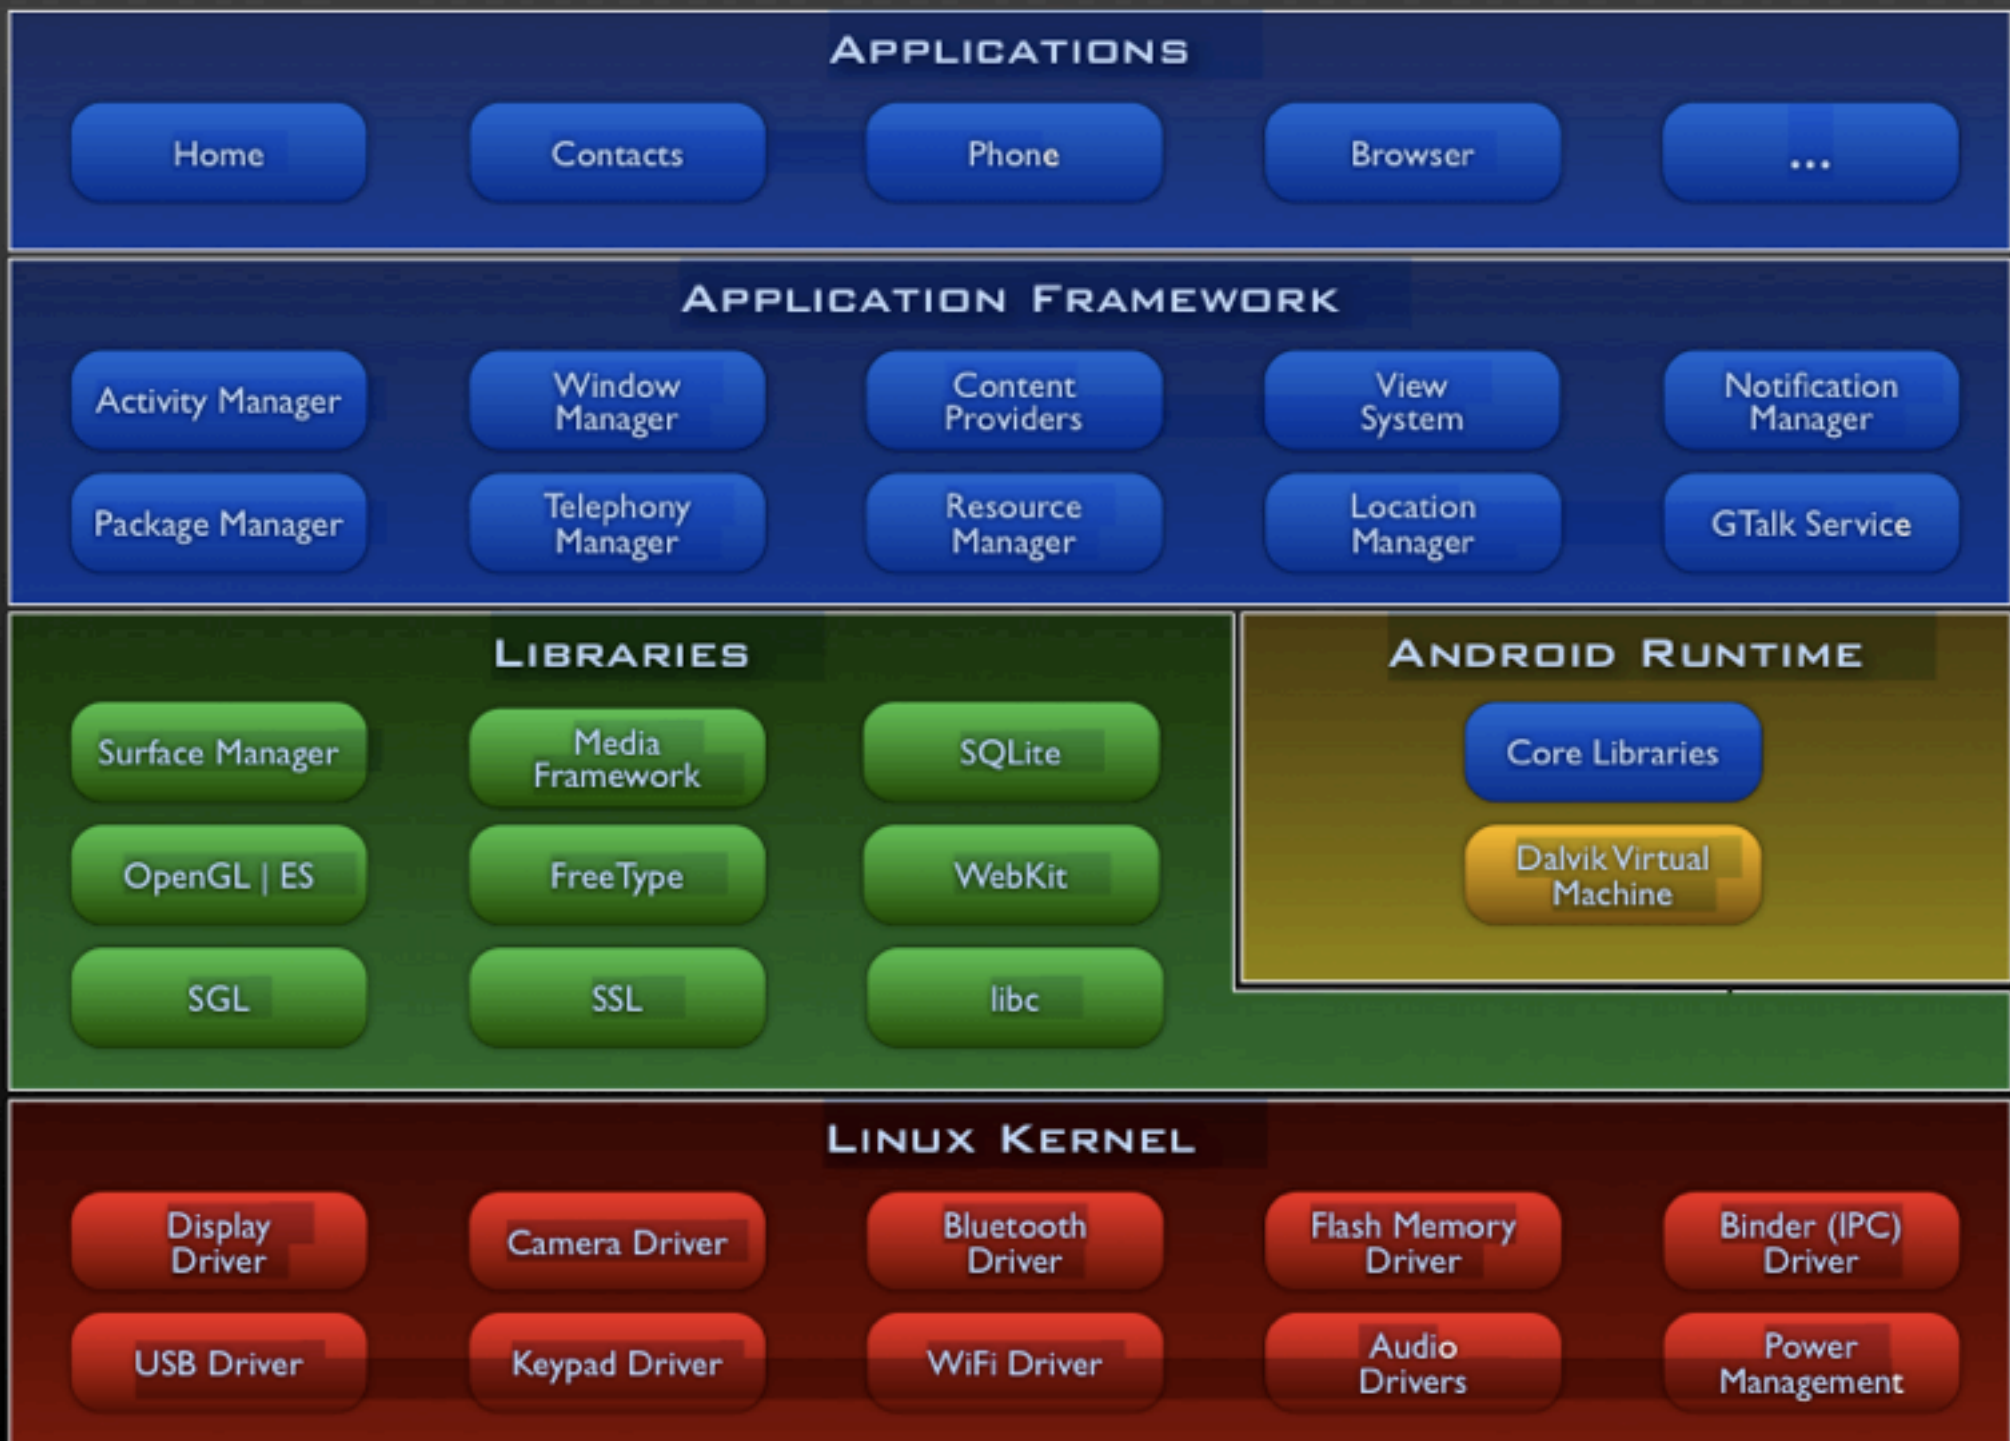 APPLICATIONS
Home
Contacts
Phone
Browser
...
APPLICATION FRAMEWORK
Activity Manager
Window
Manager
Content
Providers
View
System
Notification
Manager
Package Manager
Telephony
Manager
Resource
Manager
Location
Manager
GTalk Service
LIBRARIES
Surface Manager
Media
Framework
SQLite
OpenGL | ES
FreeType
WebKit
SGL
SSL
libc
ANDROID RUNTIME
Core Libraries
Dalvik Virtual
Machine
LINUX KERNEL
Display
Driver
Camera Driver
Bluetooth
Driver
Flash Memory
Driver
Binder (IPC)
Driver
USB Driver
Keypad Driver
WiFi Driver
Audio
Drivers
Power
Management